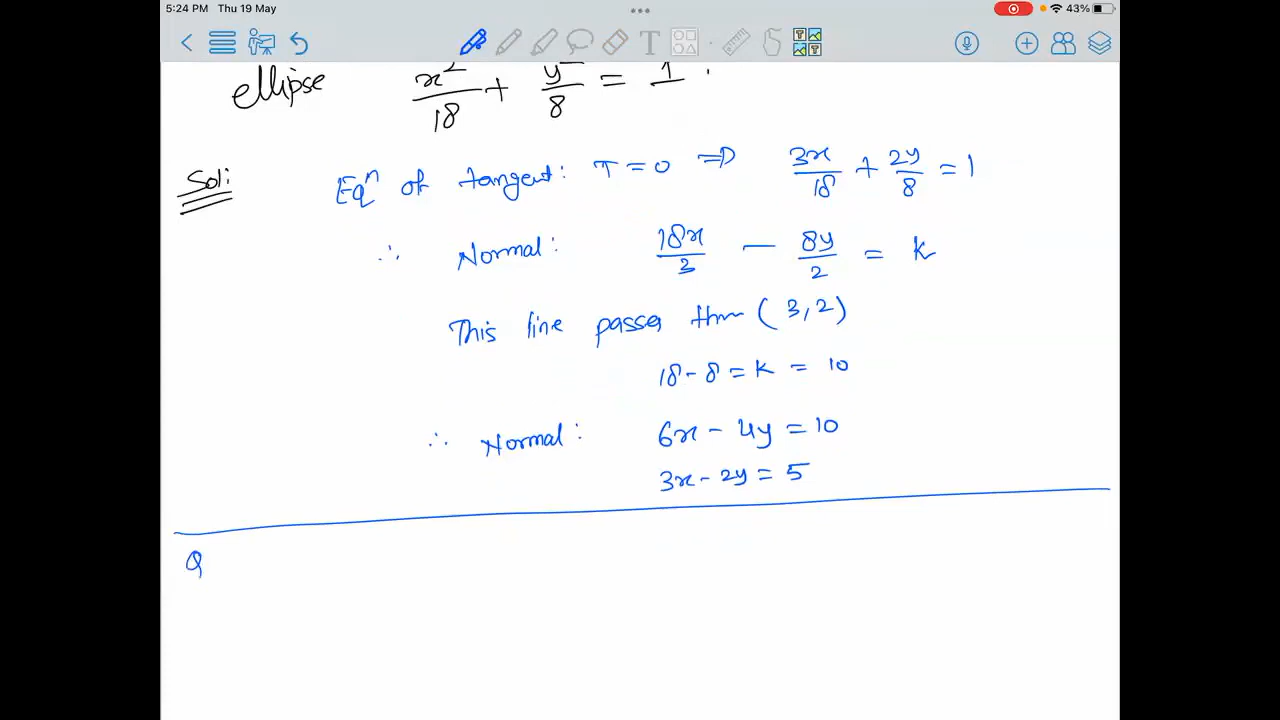 5:24 PM Thu 19 May
43%
ellipse x²/18 + y²/8 = 1
Sol:
Eqⁿ of tangent: T = 0 ⇒ 3x/18 + 2y/8 = 1
∴ Normal: 18x/3 − 8y/2 = k
This line passes thru (3, 2)
18 - 8 = k = 10
∴ Normal: 6x − 4y = 10
3x − 2y = 5
Q